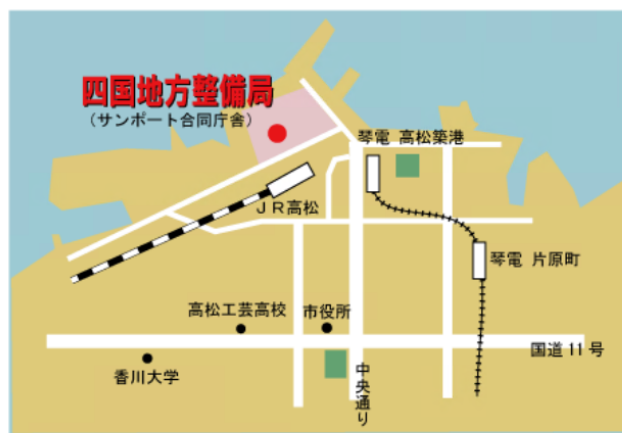 四国地方整備局
（サンポート合同庁舎）
琴電 高松築港
ＪＲ高松
琴電 片原町
高松工芸高校
市役所
国道11号
香川大学
中央通り